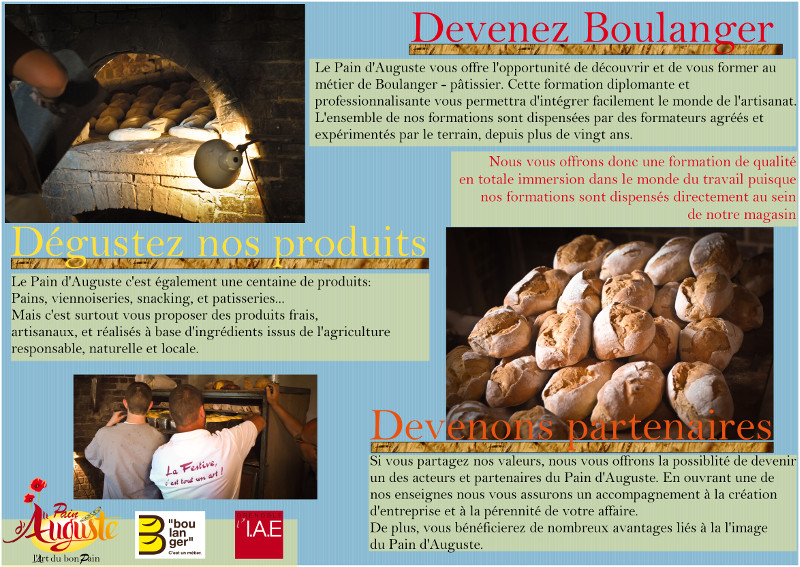 Devenez Boulanger
Le Pain d'Auguste vous offre l'opportunité de découvrir et de vous former au
métier de Boulanger - pâtissier. Cette formation diplomante et
professionnalisante vous permettra d'intégrer facilement le monde de l'artisanat.
L'ensemble de nos formations sont dispensées par des formateurs agréés et
expérimentés par le terrain, depuis plus de vingt ans.
Nous vous offrons donc une formation de qualité
en totale immersion dans le monde du travail puisque
nos formations sont dispensés directement au sein
de notre magasin
Dégustez nos produits
Le Pain d'Auguste c'est également une centaine de produits:
Pains, viennoiseries, snacking, et patisseries...
Mais c'est surtout vous proposer des produits frais,
artisanaux, et réalisés à base d'ingrédients issus de l'agriculture
responsable, naturelle et locale.
La Festive,
c'est tout un art !
Devenons partenaires
Si vous partagez nos valeurs, nous vous offrons la possiblité de devenir
un des acteurs et partenaires du Pain d'Auguste. En ouvrant une de
nos enseignes nous vous assurons un accompagnement à la création
d'entreprise et à la pérennité de votre affaire.
De plus, vous bénéficierez de nombreux avantages liés à la l'image
du Pain d'Auguste.
Pain
d'Auguste
L'Art du bon Pain
"bou
lan
ger"
C'est un métier.
l'I.A.E